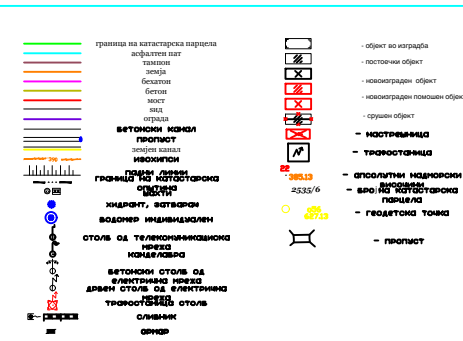 граница на катастарска парцела
асфалтен пат
тампон
земја
бехатон
бетон
мост
ѕид
ограда
БЕТОНСКИ КАНАЛ
ПРОПУСТ
земјен канал
ИЗОХИПСИ
ПАДНИ ЛИНИИ
ГРАНИЦА НА КАТАСТАРСКА
ОПШТИНА
ШАХТИ
ХИДРАНТ, ЗАТВАРАЧ
ВОДОМЕР ИНДИВИДУАЛЕН
СТОЛБ ОД ТЕЛЕКОМУНИКАЦИСКА
МРЕЖА
КАНДЕЛАБРА
БЕТОНСКИ СТОЛБ ОД
ЕЛЕКТРИЧНА МРЕЖА
ДРВЕН СТОЛБ ОД ЕЛЕКТРИЧНА
МРЕЖА
ТРАФОСТАНИЦА СТОЛБ
СЛИВНИК
ОРМАР
- објект во изградба
- постоечки објект
- новоизграден објект
- новоизграден помошен објект
- срушен објект
- НАСТРЕШНИЦА
- ТРАФОСТАНИЦА
22
- АПСОЛУТНИ НАДМОРСКИ
ВИСОЧИНИ
2535/6 - БРОЈ НА КАТАСТАРСКА
ПАРЦЕЛА
- ГЕОДЕТСКА ТОЧКА
- ПРОПУСТ